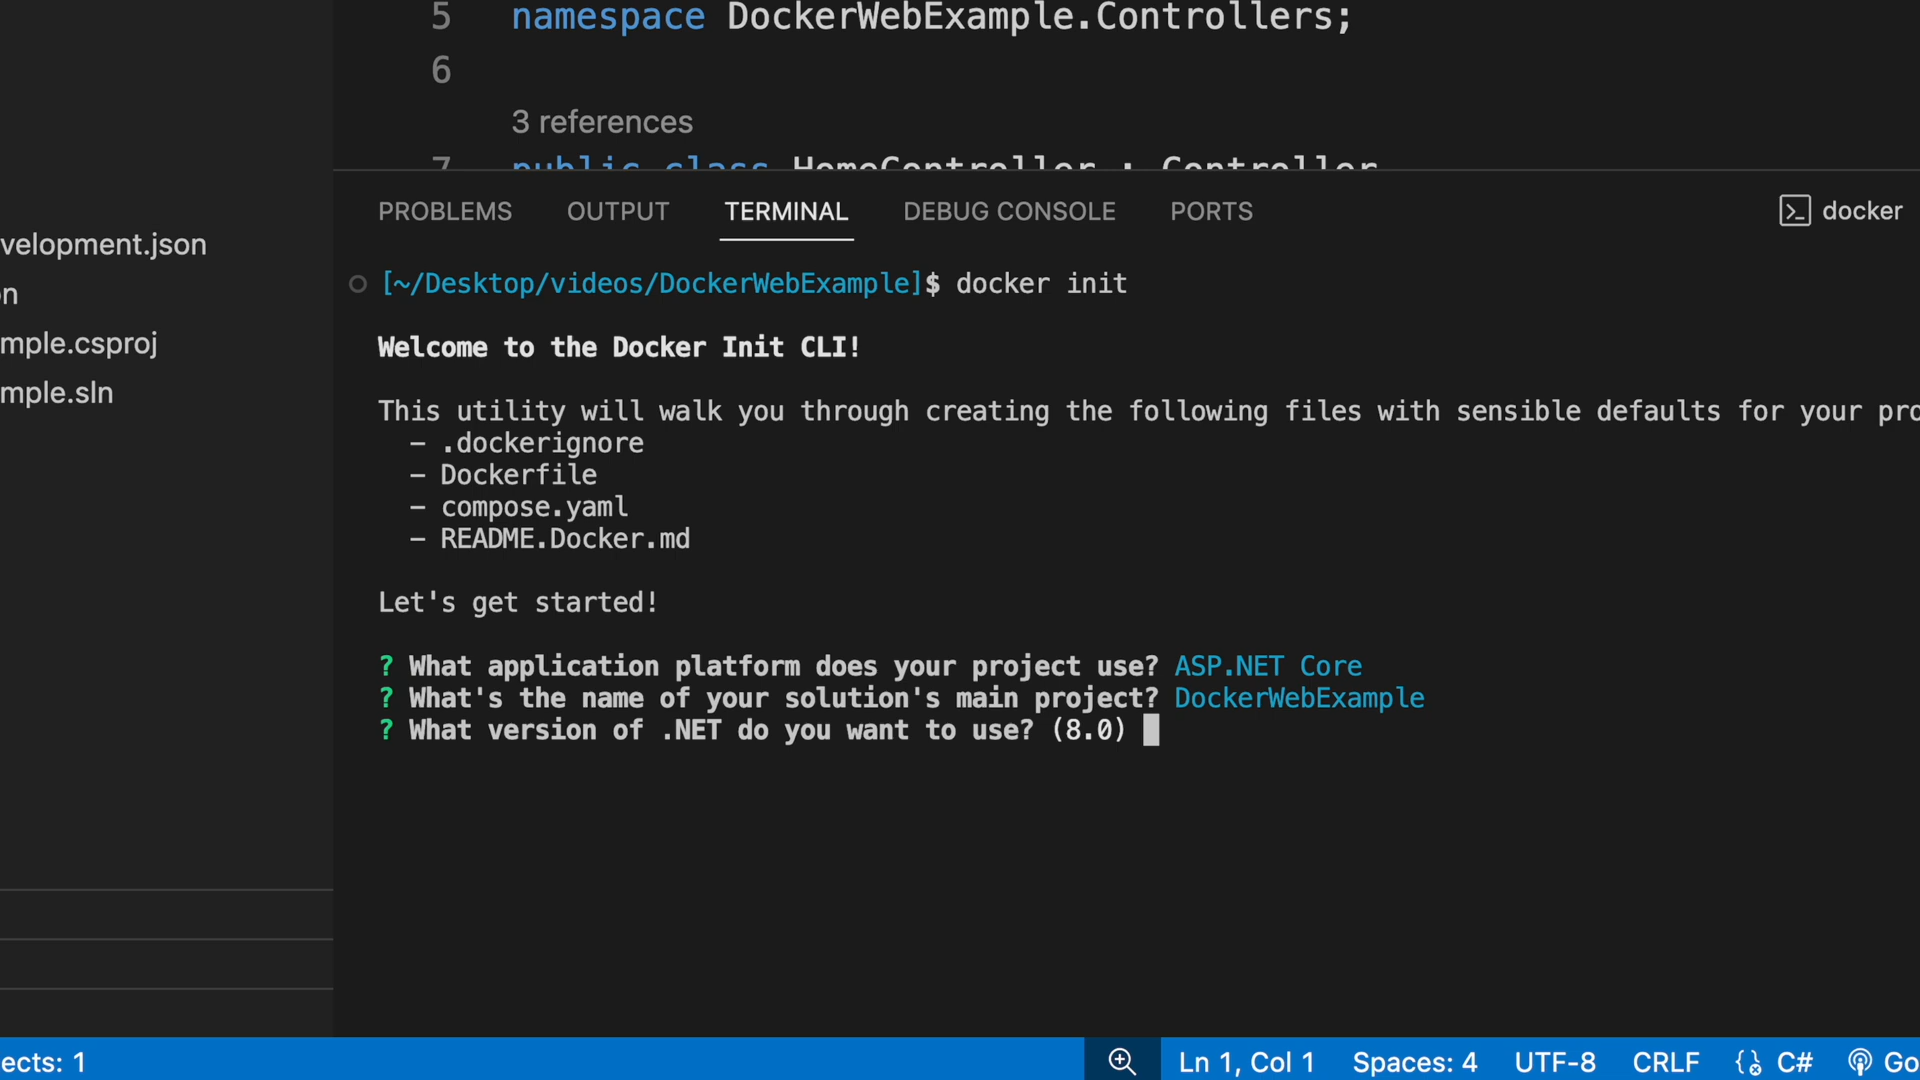 5 namespace DockerWebExample.Controllers;
6
3 references
7 public class HomeController : Controller
PROBLEMS OUTPUT TERMINAL DEBUG CONSOLE PORTS docker
velopment.json
n
mple.csproj
mple.sln
[~/Desktop/videos/DockerWebExample]$ docker init
Welcome to the Docker Init CLI!
This utility will walk you through creating the following files with sensible defaults for your pro
- .dockerignore
- Dockerfile
- compose.yaml
- README.Docker.md
Let's get started!
? What application platform does your project use? ASP.NET Core
? What's the name of your solution's main project? DockerWebExample
? What version of .NET do you want to use? (8.0)
ects: 1 Ln 1, Col 1 Spaces: 4 UTF-8 CRLF C# Go